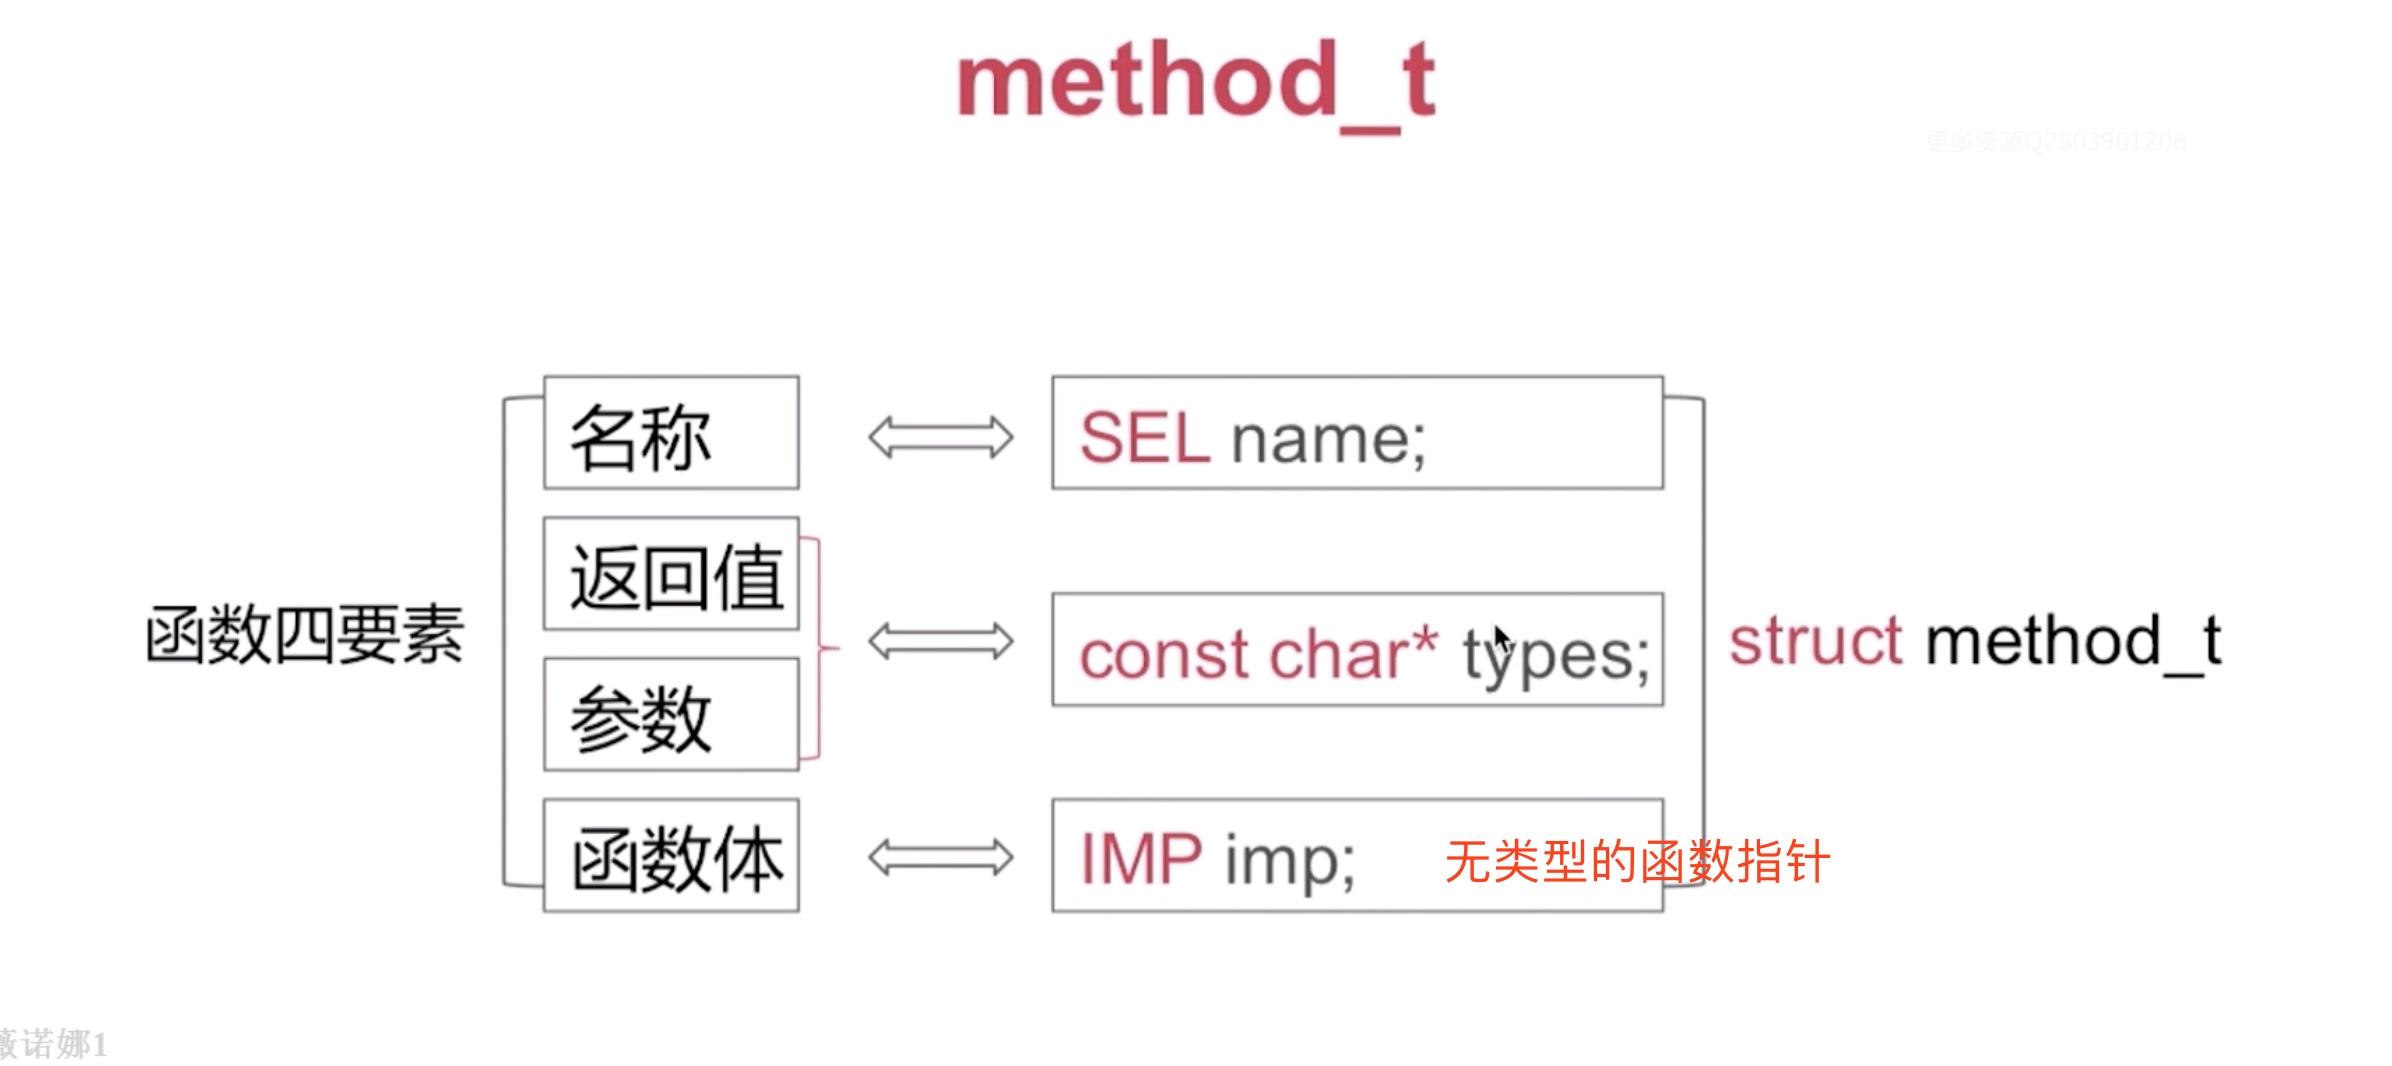 method_t
更多资源Q2503961206
名称
SEL name;
返回值
函数四要素
const char* types;
struct method_t
参数
函数体
IMP imp;
无类型的函数指针
诺娜1